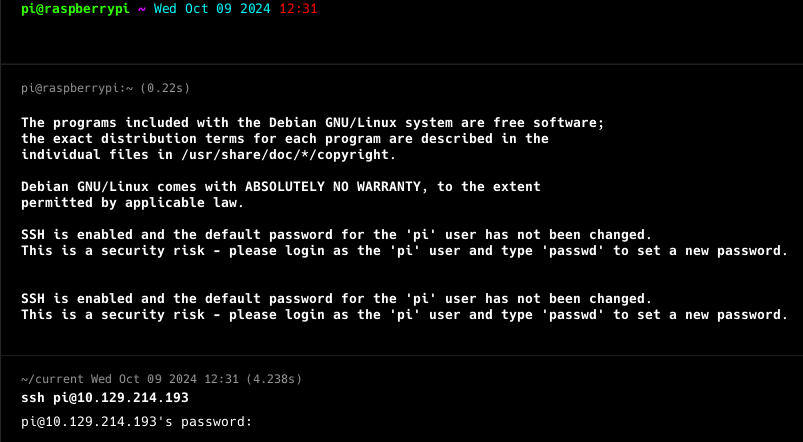 pi@raspberrypi ~ Wed Oct 09 2024 12:31
pi@raspberrypi:~ (0.22s)
The programs included with the Debian GNU/Linux system are free software;
the exact distribution terms for each program are described in the
individual files in /usr/share/doc/*/copyright.
Debian GNU/Linux comes with ABSOLUTELY NO WARRANTY, to the extent
permitted by applicable law.
SSH is enabled and the default password for the 'pi' user has not been changed.
This is a security risk - please login as the 'pi' user and type 'passwd' to set a new password.
SSH is enabled and the default password for the 'pi' user has not been changed.
This is a security risk - please login as the 'pi' user and type 'passwd' to set a new password.
~/current Wed Oct 09 2024 12:31 (4.238s)
ssh pi@10.129.214.193
pi@10.129.214.193's password: